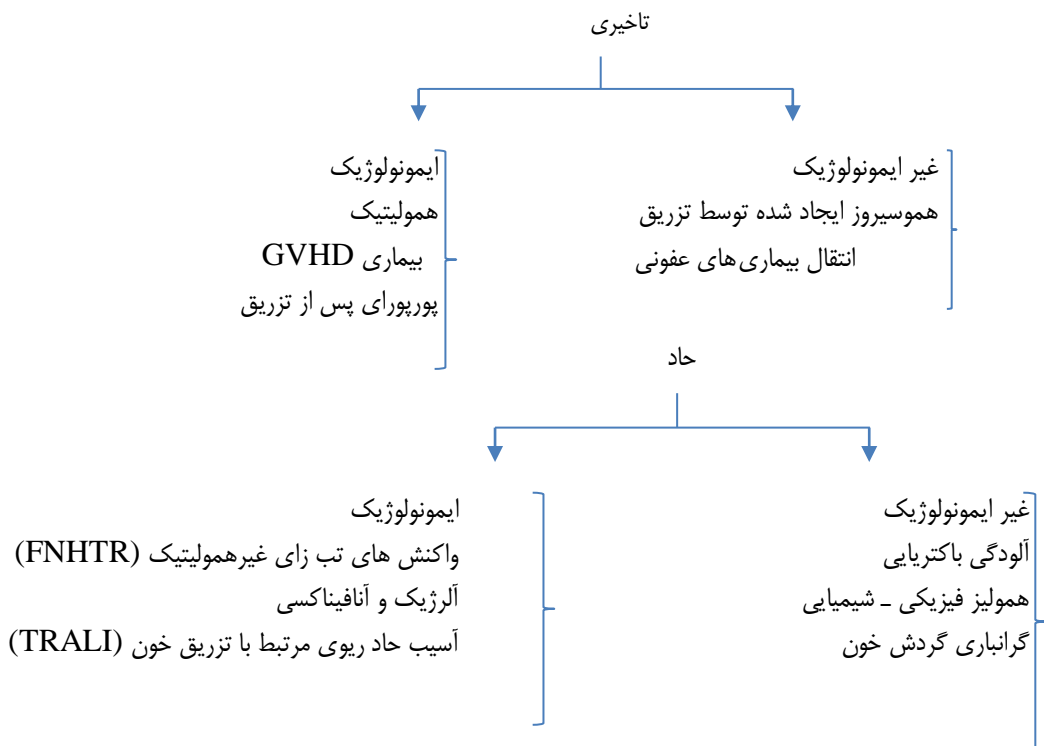 تاخیری
غیر ایمونولوژیک
هموسیروز ایجاد شده توسط تزریق
انتقال بیماری‌های عفونی
ایمونولوژیک
همولیتیک
بیماری GVHD
پورپورای پس از تزریق
حاد
غیر ایمونولوژیک
آلودگی باکتریایی
همولیز فیزیکی ـ شیمیایی
گرانباری گردش خون
ایمونولوژیک
واکنش های تب زای غیرهمولیتیک (FNHTR)
آلرژیک و آنافیناکسی
آسیب حاد ریوی مرتبط با تزریق خون (TRALI)